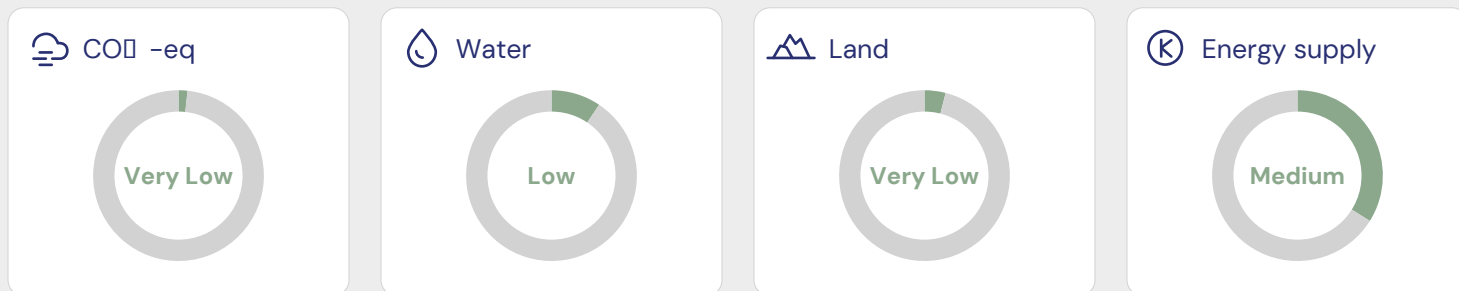 CO▯ -eq
Very Low
Water
Low
Land
Very Low
Energy supply
Medium